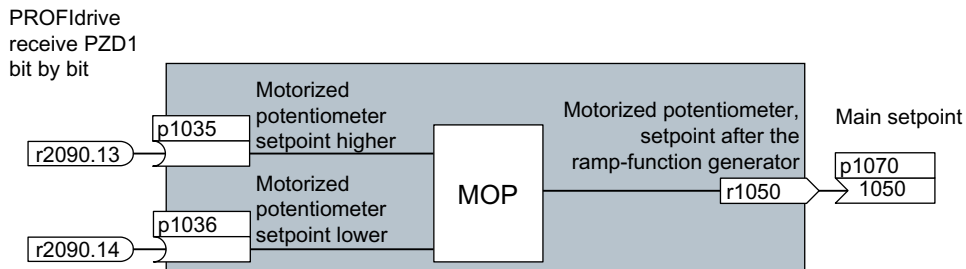 PROFIdrive
receive PZD1
bit by bit
Motorized
potentiometer
setpoint higher
p1035
r2090.13
Motorized
potentiometer
setpoint lower
p1036
r2090.14
MOP
Motorized potentiometer,
setpoint after the
ramp-function generator
r1050
Main setpoint
p1070
1050